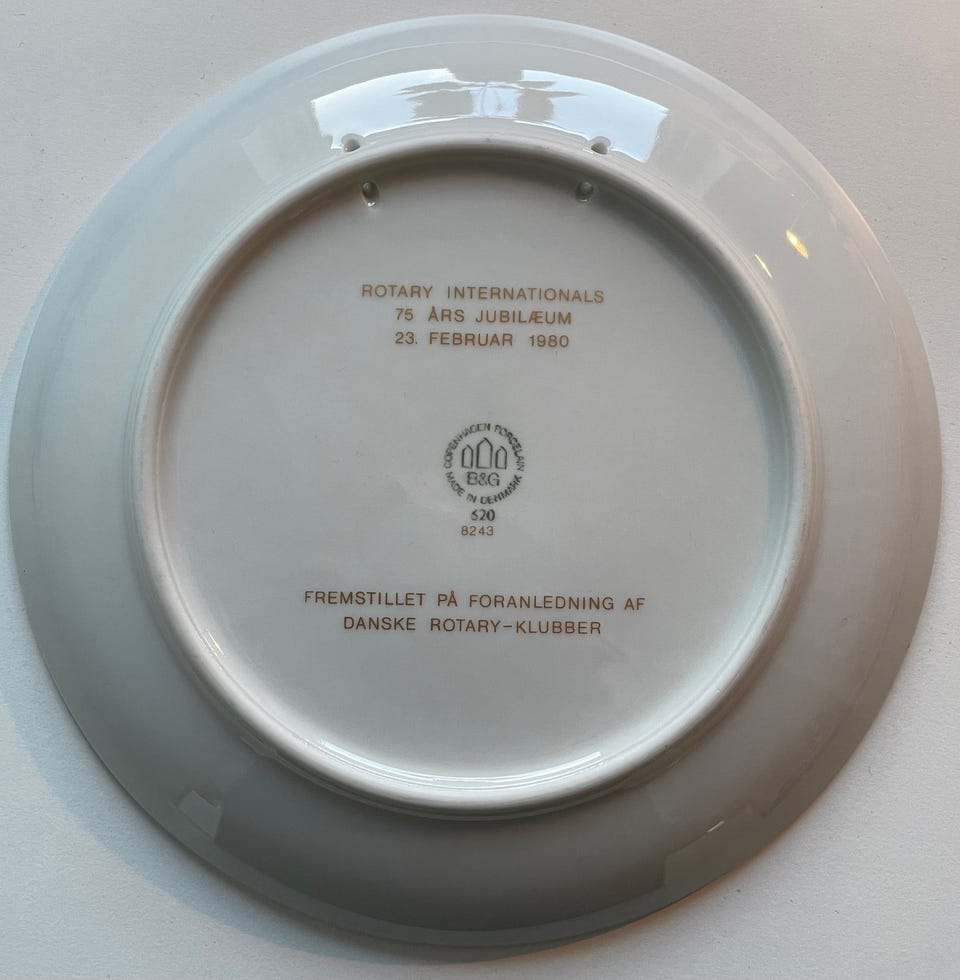 ROTARY INTERNATIONALS
75 ÅRS JUBILÆUM
23. FEBRUAR 1980
COPENHAGEN PORCELAIN
B&G
MADE IN DENMARK
620
8243
FREMSTILLET PÅ FORANLEDNING AF
DANSKE ROTARY-KLUBBER